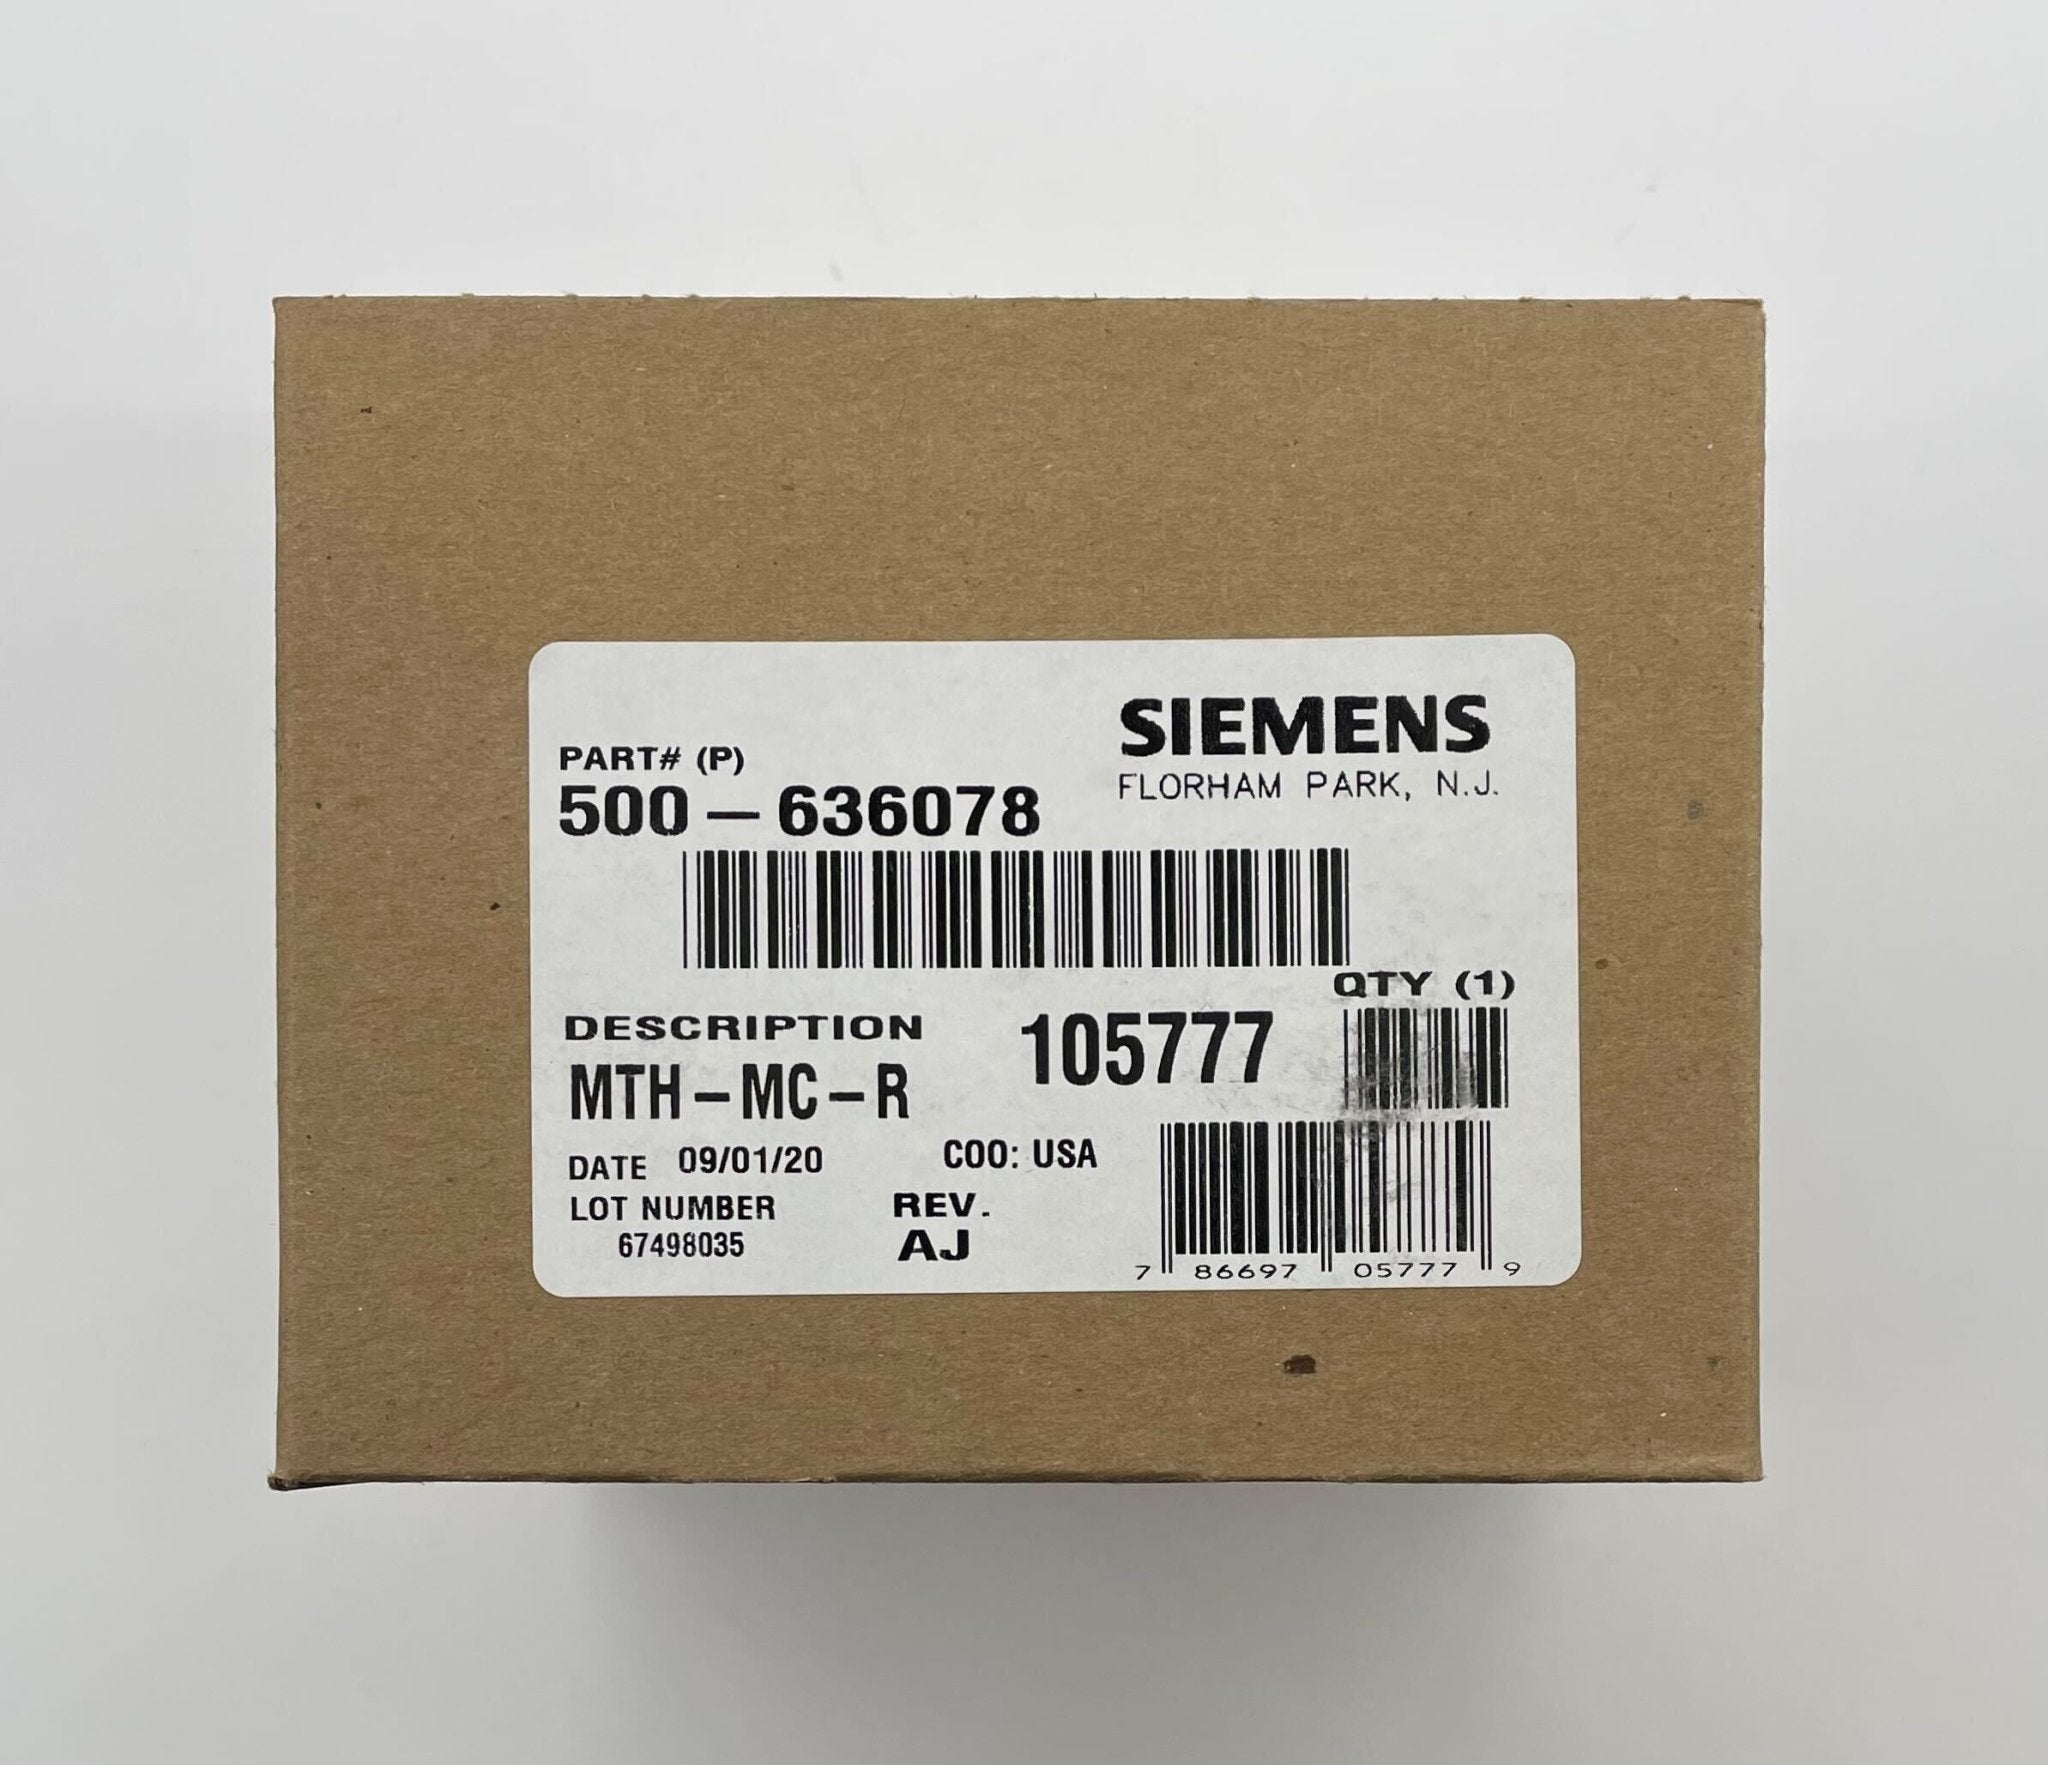 SIEMENS
FLORHAM PARK, N.J.
PART# (P)
500-636078
QTY (1)
DESCRIPTION
105777
MTH-MC-R
DATE 09/01/20 COO: USA
LOT NUMBER REV.
67498035 AJ
7 86697 05777 9